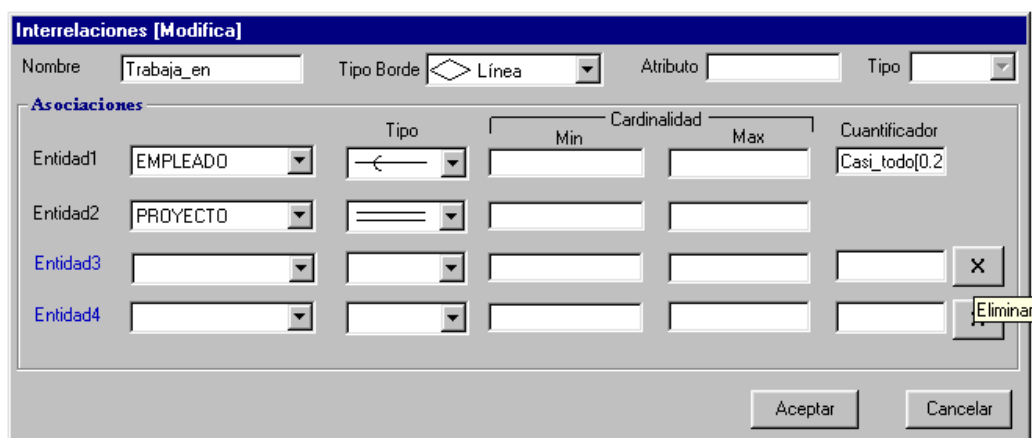 Interrelaciones [Modifica]
Nombre Trabaja_en Tipo Borde Línea Atributo Tipo
Asociaciones
Tipo Cardinalidad Cuantificador
Min Max
Entidad1 EMPLEADO Casi_todo[0.2
Entidad2 PROYECTO
Entidad3 X
Entidad4 Eliminar
Aceptar Cancelar